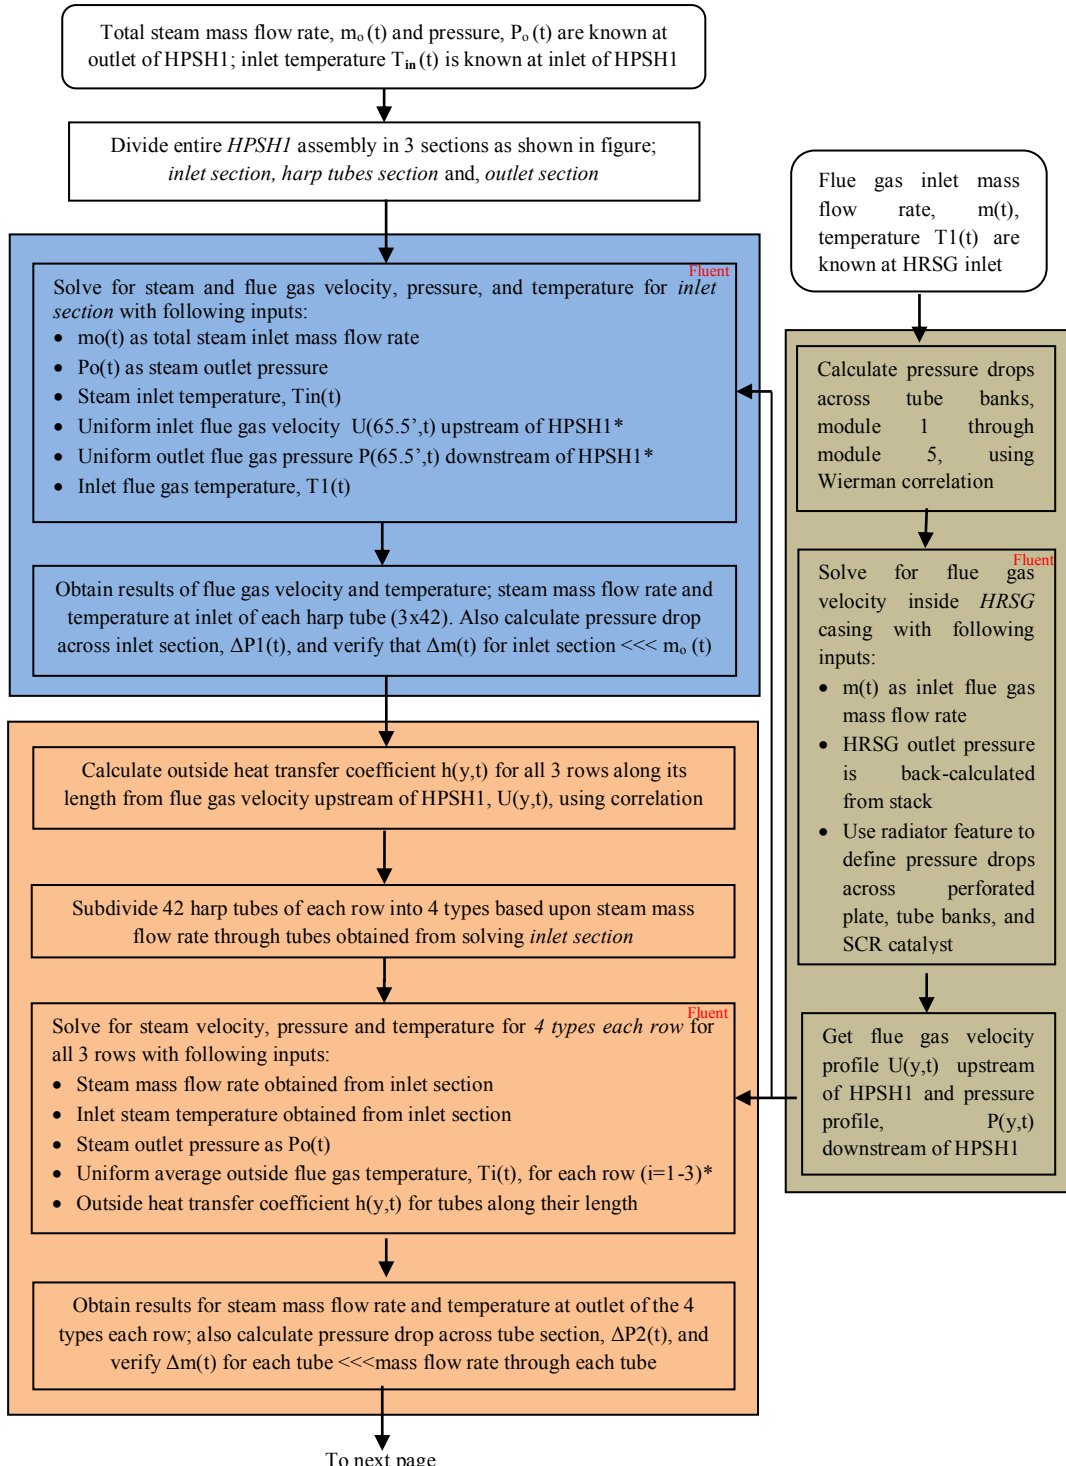 Total steam mass flow rate, mₒ (t) and pressure, Pₒ (t) are known at
outlet of HPSH1; inlet temperature Tᵢₙ (t) is known at inlet of HPSH1
Divide entire HPSH1 assembly in 3 sections as shown in figure;
inlet section, harp tubes section and, outlet section
Fluent
Solve for steam and flue gas velocity, pressure, and temperature for inlet
section with following inputs:
• mo(t) as total steam inlet mass flow rate
• Po(t) as steam outlet pressure
• Steam inlet temperature, Tin(t)
• Uniform inlet flue gas velocity U(65.5’,t) upstream of HPSH1*
• Uniform outlet flue gas pressure P(65.5’,t) downstream of HPSH1*
• Inlet flue gas temperature, T1(t)
Obtain results of flue gas velocity and temperature; steam mass flow rate and
temperature at inlet of each harp tube (3x42). Also calculate pressure drop
across inlet section, ΔP1(t), and verify that Δm(t) for inlet section <<< mₒ (t)
Calculate outside heat transfer coefficient h(y,t) for all 3 rows along its
length from flue gas velocity upstream of HPSH1, U(y,t), using correlation
Subdivide 42 harp tubes of each row into 4 types based upon steam mass
flow rate through tubes obtained from solving inlet section
Fluent
Solve for steam velocity, pressure and temperature for 4 types each row for
all 3 rows with following inputs:
• Steam mass flow rate obtained from inlet section
• Inlet steam temperature obtained from inlet section
• Steam outlet pressure as Po(t)
• Uniform average outside flue gas temperature, Ti(t), for each row (i=1-3)*
• Outside heat transfer coefficient h(y,t) for tubes along their length
Obtain results for steam mass flow rate and temperature at outlet of the 4
types each row; also calculate pressure drop across tube section, ΔP2(t), and
verify Δm(t) for each tube <<<mass flow rate through each tube
To next page
Flue gas inlet mass
flow rate, m(t),
temperature T1(t) are
known at HRSG inlet
Calculate pressure drops
across tube banks,
module 1 through
module 5, using
Wierman correlation
Fluent
Solve for flue gas
velocity inside HRSG
casing with following
inputs:
• m(t) as inlet flue gas
mass flow rate
• HRSG outlet pressure
is back-calculated
from stack
• Use radiator feature to
define pressure drops
across perforated
plate, tube banks, and
SCR catalyst
Get flue gas velocity
profile U(y,t) upstream
of HPSH1 and pressure
profile, P(y,t)
downstream of HPSH1